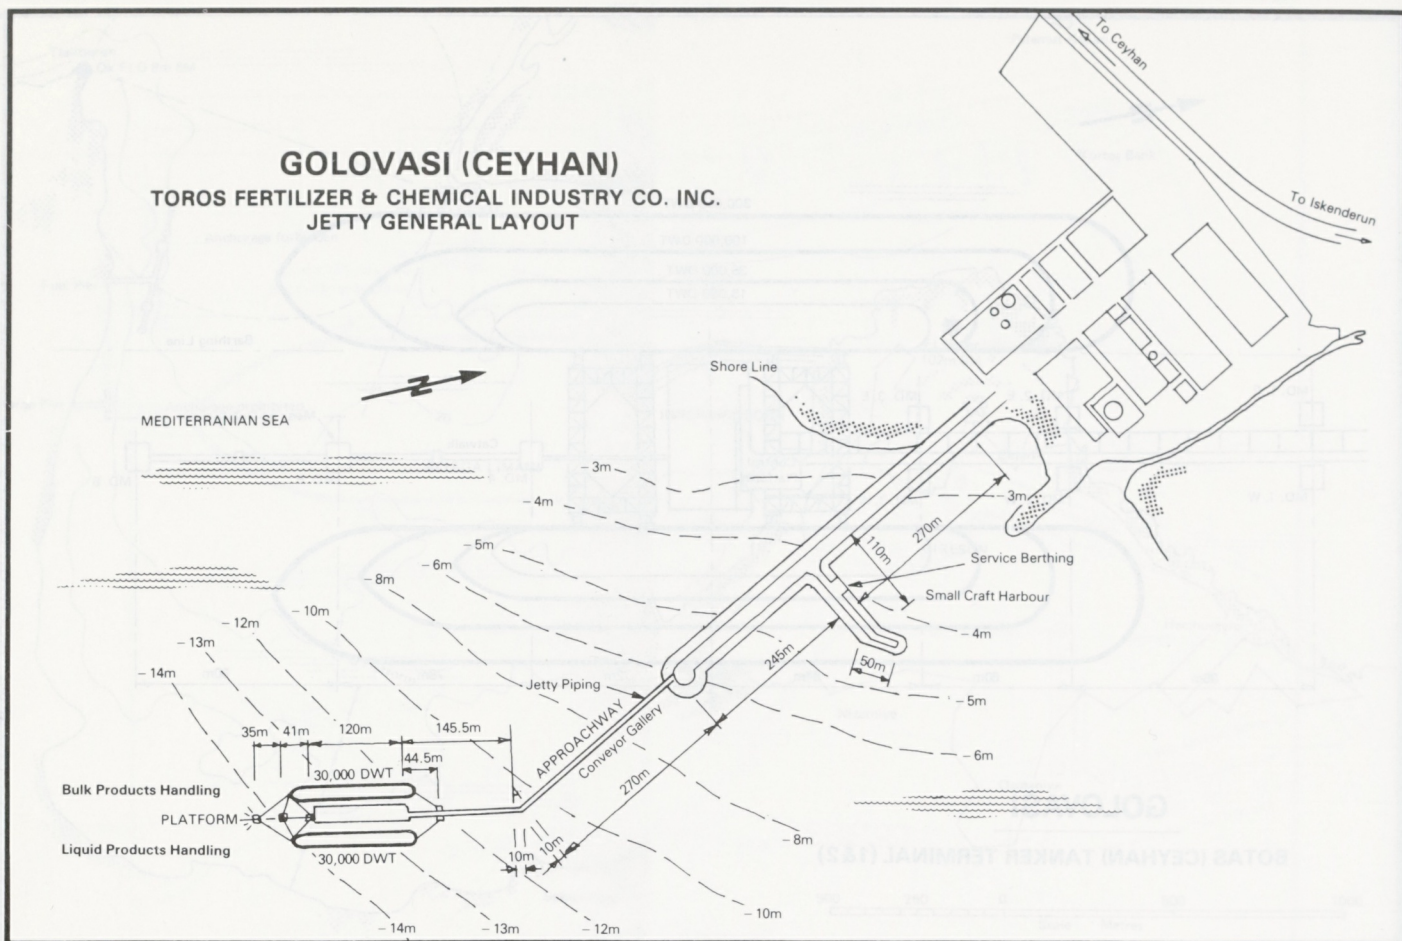 To Ceyhan
GOLOVASI (CEYHAN)
TOROS FERTILIZER & CHEMICAL INDUSTRY CO. INC.
JETTY GENERAL LAYOUT
To Iskenderun
Shore Line
N
MEDITERRANIAN SEA
– 3m
– 3m
– 4m
270m
110m
– 5m
Service Berthing
– 6m
– 8m
Small Craft Harbour
– 10m
– 12m
– 4m
– 13m
245m
50m
– 14m
Jetty Piping
– 5m
APPROACHWAY
Conveyor Gallery
35m 41m 120m 145.5m
– 6m
44.5m
270m
30,000 DWT
Bulk Products Handling
PLATFORM
– 8m
Liquid Products Handling
30,000 DWT
10m 10m
– 10m
– 14m
– 13m
– 12m